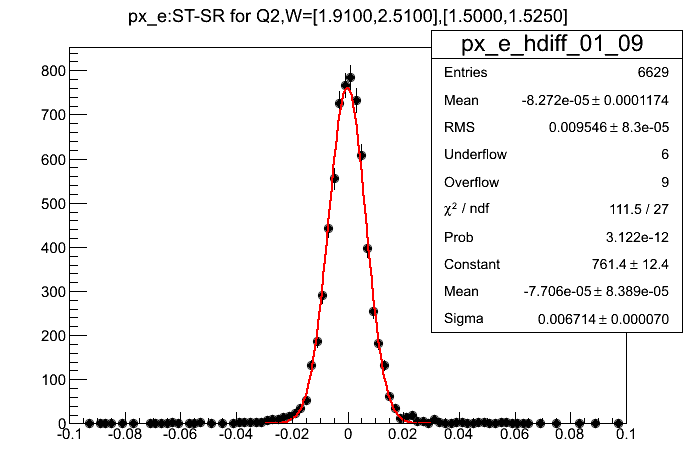 px_e:ST-SR for Q2,W=[1.9100,2.5100],[1.5000,1.5250]
px_e_hdiff_01_09
Entries 6629
Mean -8.272e-05 ± 0.0001174
RMS 0.009546 ± 8.3e-05
Underflow 6
Overflow 9
χ² / ndf 111.5 / 27
Prob 3.122e-12
Constant 761.4 ± 12.4
Mean -7.706e-05 ± 8.389e-05
Sigma 0.006714 ± 0.000070
800
700
600
500
400
300
200
100
0
-0.1 -0.08 -0.06 -0.04 -0.02 0 0.02 0.04 0.06 0.08 0.1